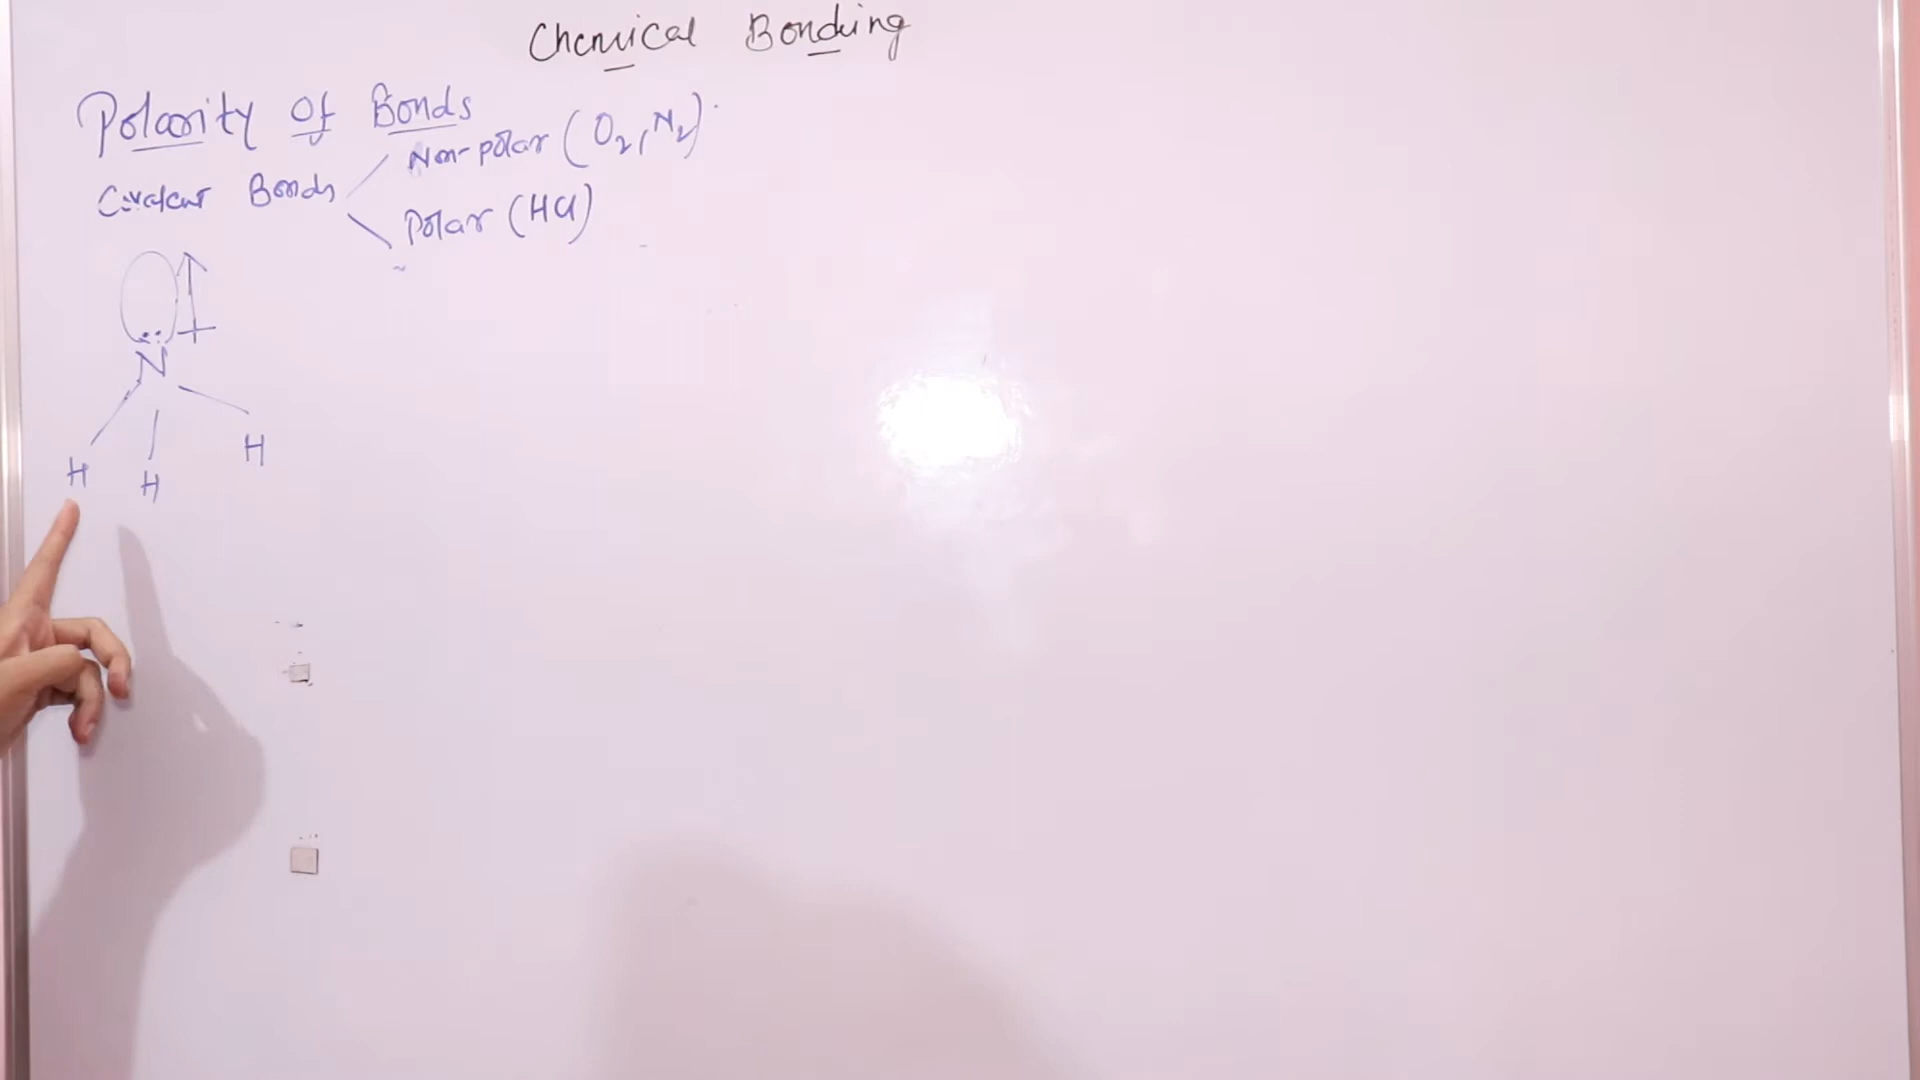 Chemical Bonding
Polarity Of Bonds
Non-polar (O₂, N₂)
Covalent Bonds
Polar (HCl)
N
H H H